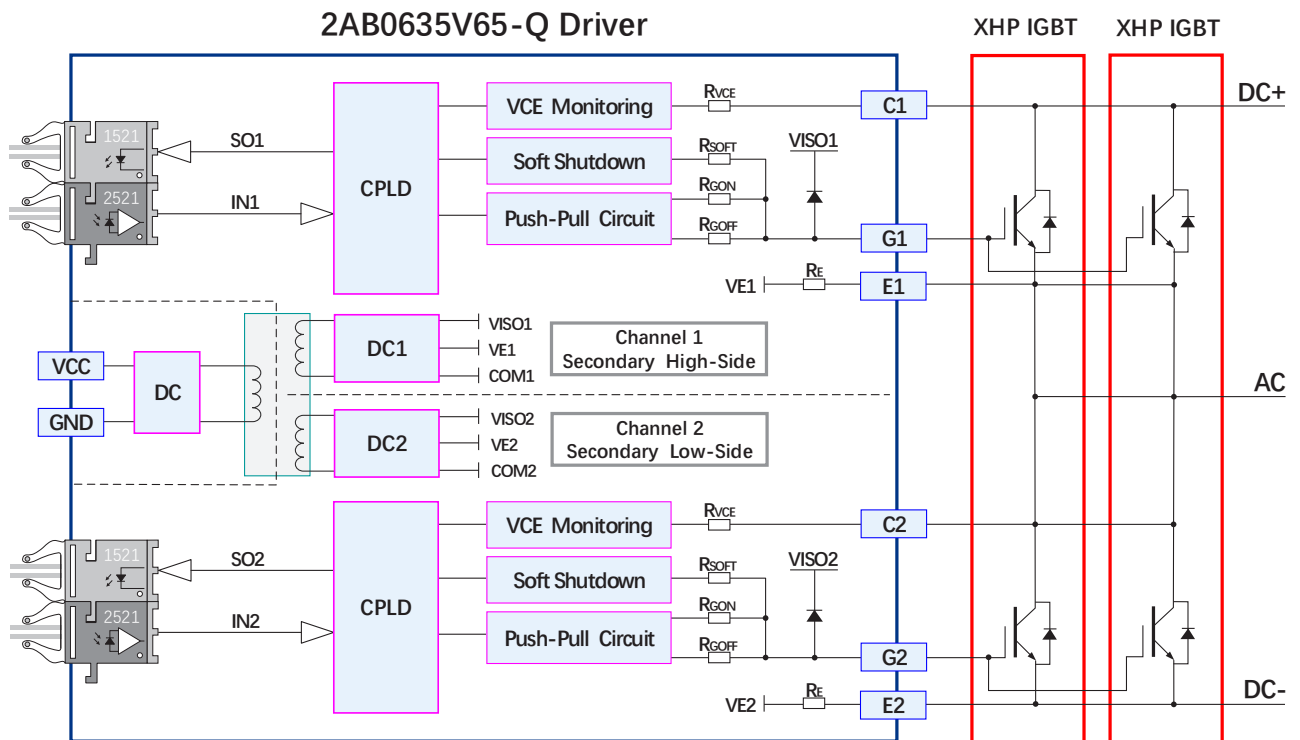 2AB0635V65-Q Driver
XHP IGBT
XHP IGBT
1521
SO1
2521
IN1
CPLD
VCE Monitoring
RVCE
C1
DC+
Soft Shutdown
RSOFT
VISO1
Push-Pull Circuit
RGON
RGOFF
G1
VE1
RE
E1
VCC
GND
DC
DC1
VISO1
VE1
COM1
Channel 1
Secondary High-Side
AC
DC2
VISO2
VE2
COM2
Channel 2
Secondary Low-Side
1521
SO2
2521
IN2
CPLD
VCE Monitoring
RVCE
C2
Soft Shutdown
RSOFT
VISO2
Push-Pull Circuit
RGON
RGOFF
G2
VE2
RE
E2
DC-